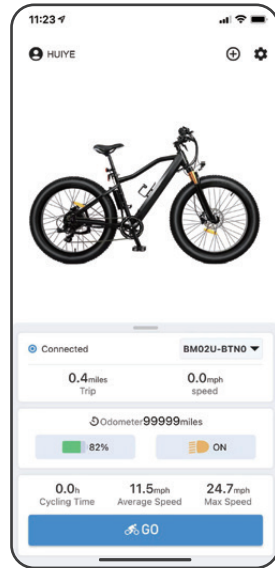 11:23
HUIYE
Connected
BM02U-BTN0
0.4miles
Trip
0.0mph
speed
Odometer99999miles
82%
ON
0.0h
Cycling Time
11.5mph
Average Speed
24.7mph
Max Speed
GO